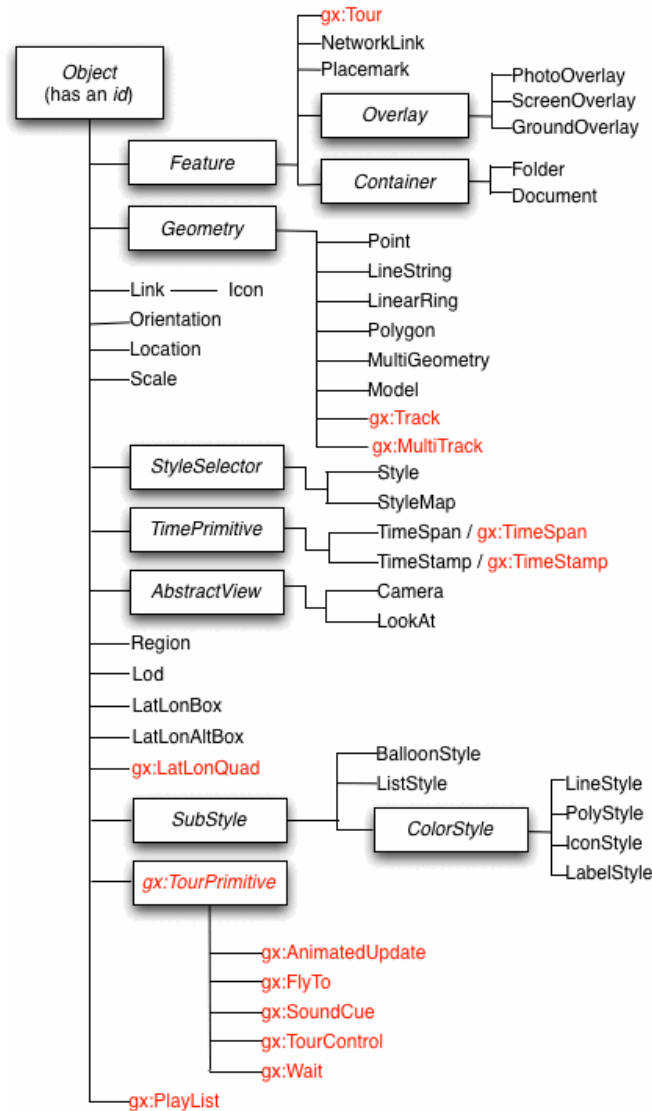 Object
(has an id)
gx:Tour
NetworkLink
Placemark
Overlay
PhotoOverlay
ScreenOverlay
GroundOverlay
Feature
Container
Folder
Document
Geometry
Point
LineString
LinearRing
Polygon
MultiGeometry
Model
gx:Track
gx:MultiTrack
Link
Icon
Orientation
Location
Scale
StyleSelector
Style
StyleMap
TimePrimitive
TimeSpan / gx:TimeSpan
TimeStamp / gx:TimeStamp
AbstractView
Camera
LookAt
Region
Lod
LatLonBox
LatLonAltBox
gx:LatLonQuad
SubStyle
BalloonStyle
ListStyle
ColorStyle
LineStyle
PolyStyle
IconStyle
LabelStyle
gx:TourPrimitive
gx:AnimatedUpdate
gx:FlyTo
gx:SoundCue
gx:TourControl
gx:Wait
gx:PlayList